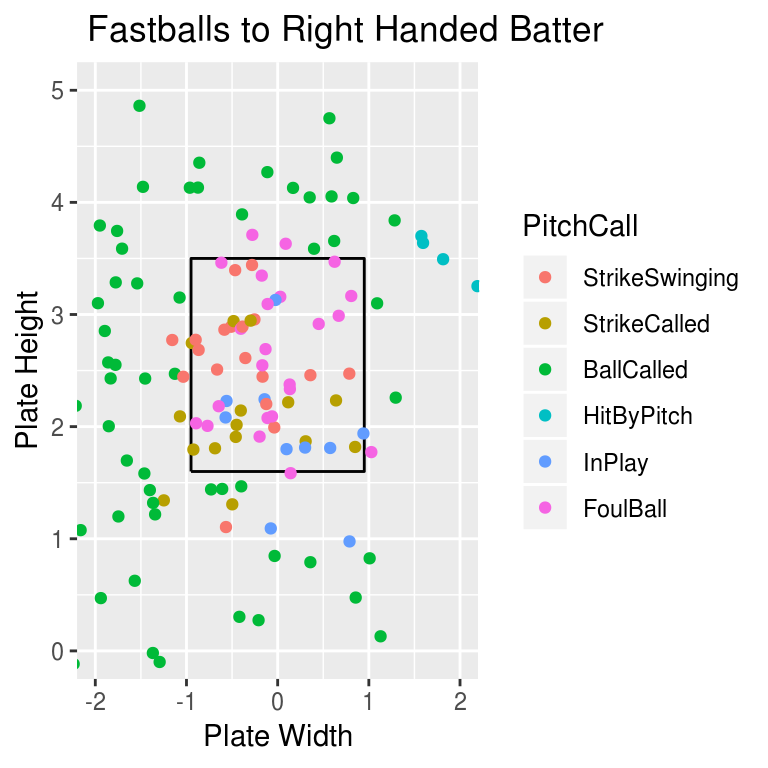 Fastballs to Right Handed Batter
5
4
3
2
1
0
-2
-1
0
1
2
Plate Height
Plate Width
PitchCall
StrikeSwinging
StrikeCalled
BallCalled
HitByPitch
InPlay
FoulBall